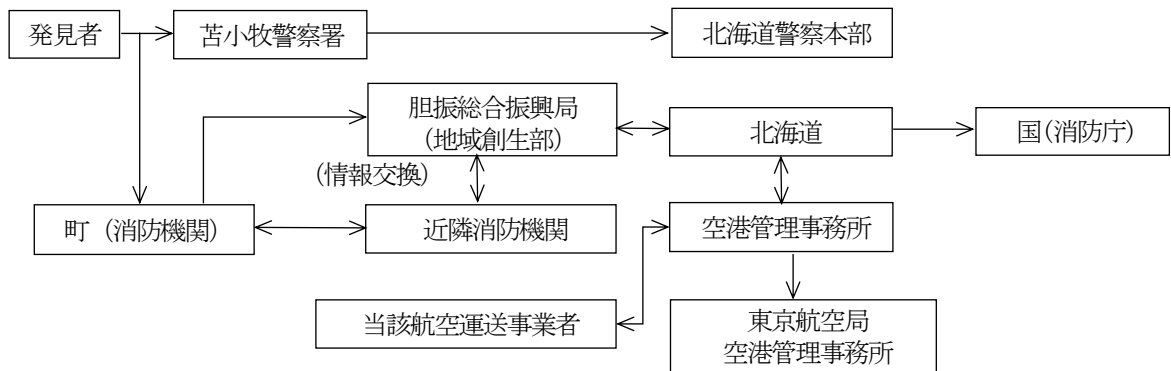 発見者
苫小牧警察署
北海道警察本部
胆振総合振興局
(地域創生部)
北海道
国(消防庁)
(情報交換)
町(消防機関)
近隣消防機関
空港管理事務所
当該航空運送事業者
東京航空局
空港管理事務所